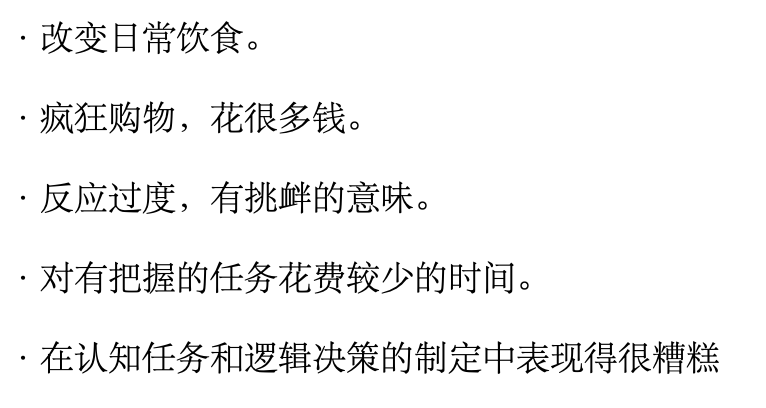 · 改变日常饮食。
· 疯狂购物，花很多钱。
· 反应过度，有挑衅的意味。
· 对有把握的任务花费较少的时间。
· 在认知任务和逻辑决策的制定中表现得很糟糕